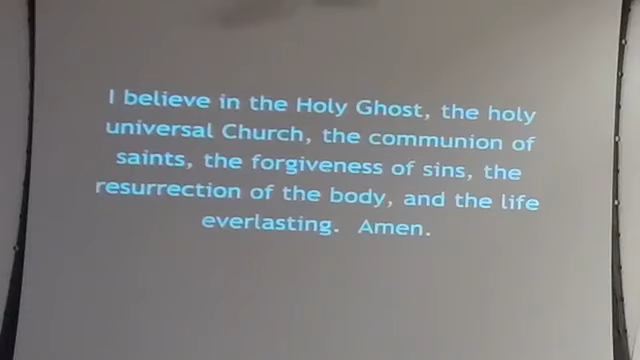 I believe in the Holy Ghost, the holy
universal Church, the communion of
saints, the forgiveness of sins, the
resurrection of the body, and the life
everlasting.  Amen.